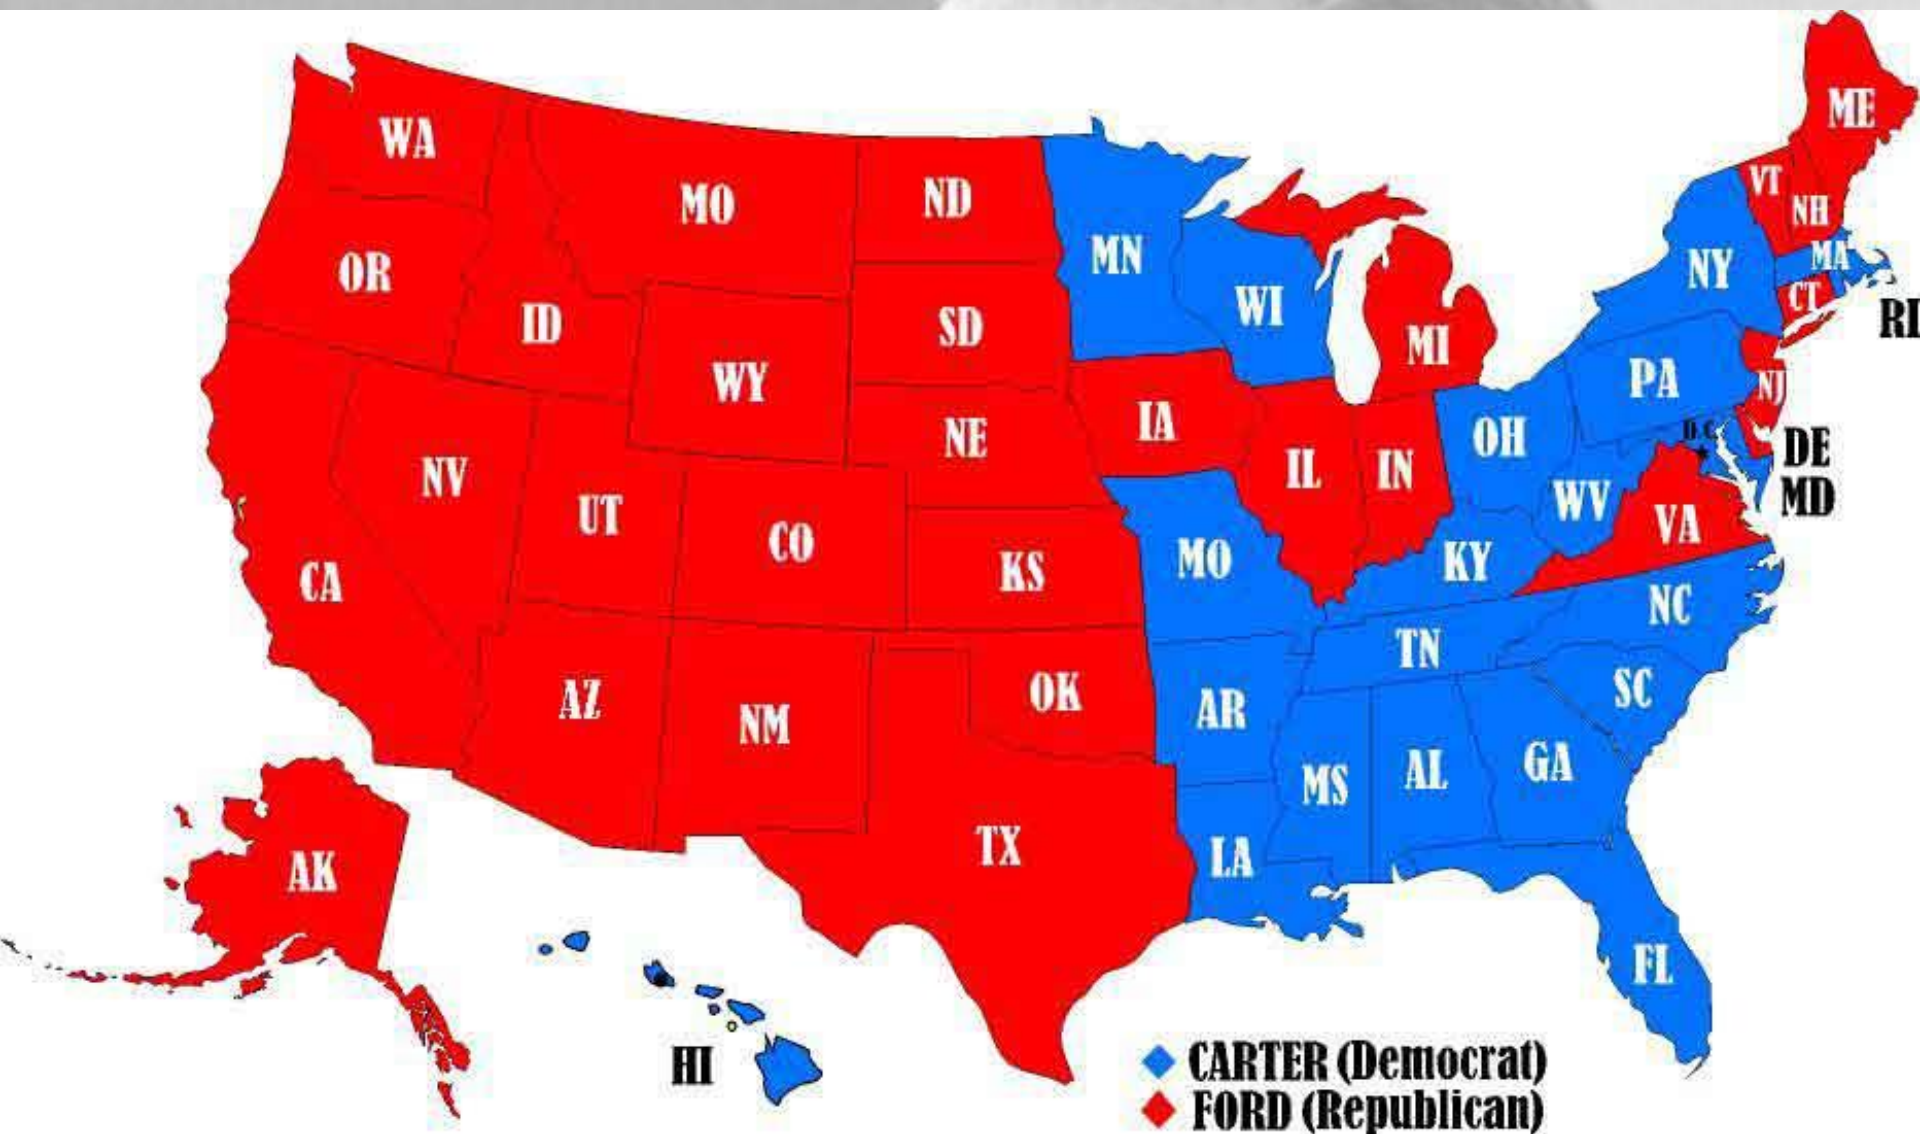 ME
WA
VT
MO
ND
NH
MN
MA
OR
NY
WI
CT
RI
ID
SD
MI
WY
PA
NJ
IA
NE
OH
D.C.
DE
IL
IN
NV
WV
MD
UT
VA
CO
MO
KY
KS
CA
NC
TN
OK
SC
AZ
AR
NM
GA
AL
MS
TX
LA
AK
FL
HI
CARTER (Democrat)
FORD (Republican)